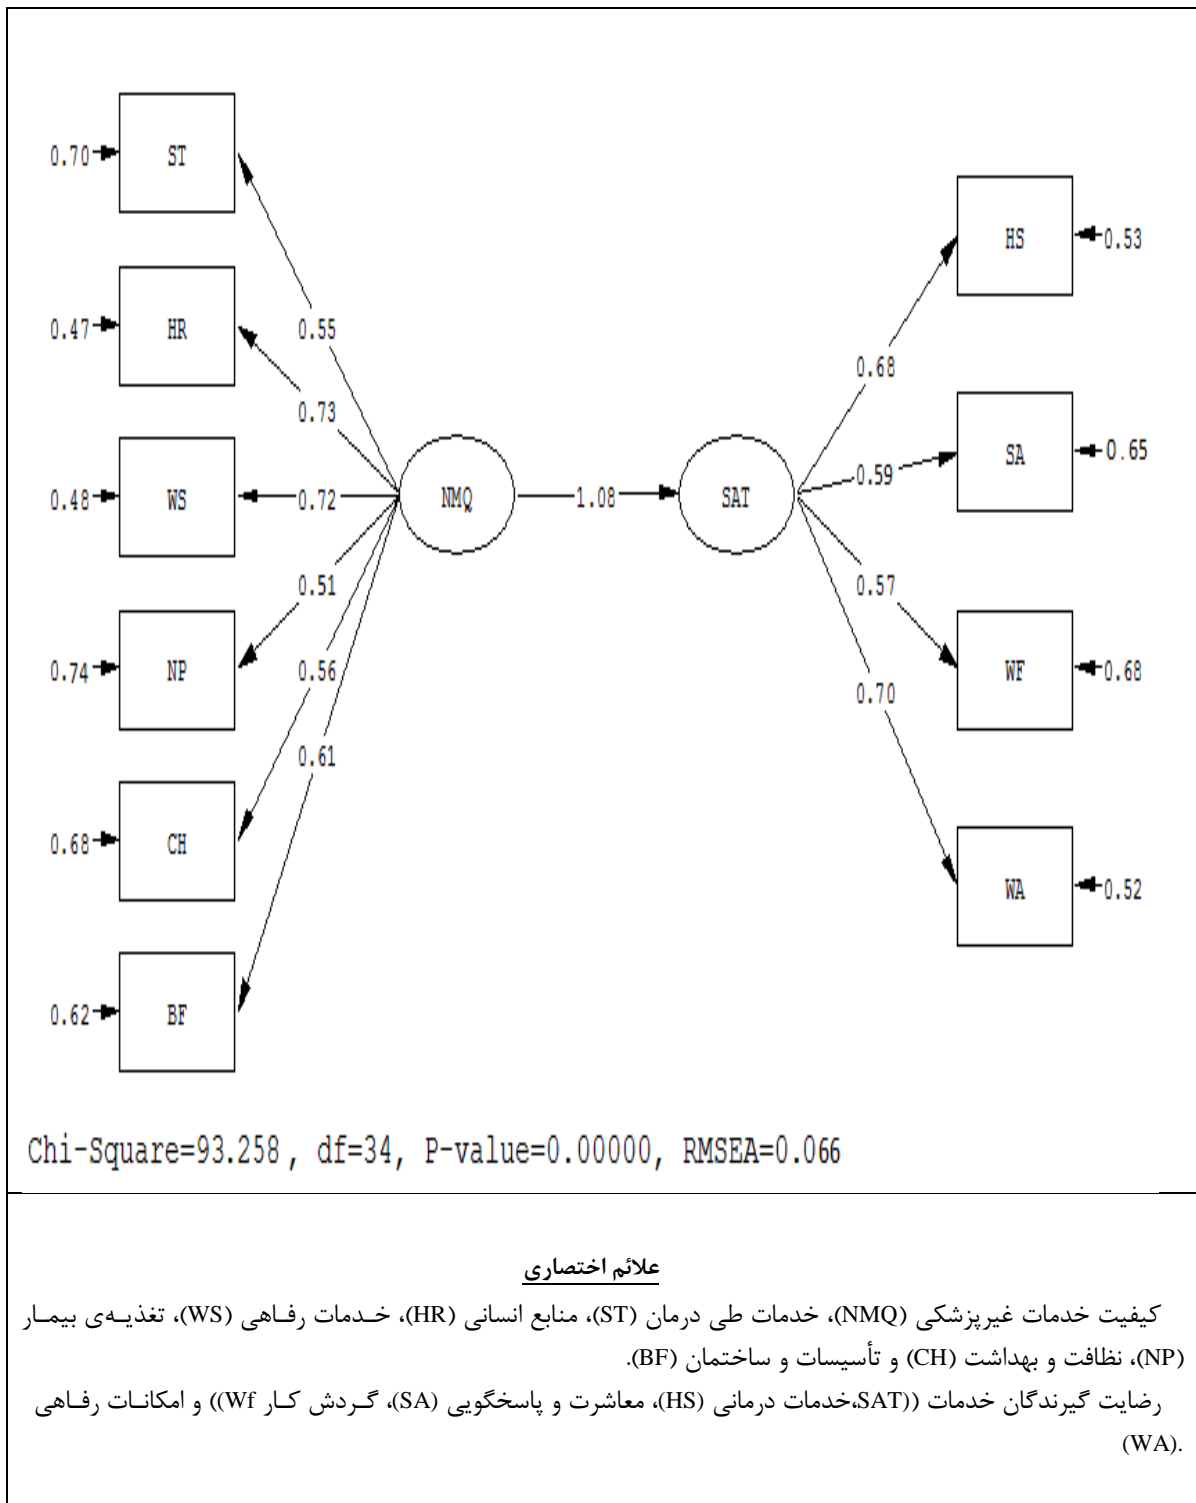 0.70
ST
0.47
HR
0.48
WS
0.74
NP
0.68
CH
0.62
BF
0.55
0.73
0.72
0.51
0.56
0.61
NMQ
1.08
SAT
0.68
0.59
0.57
0.70
HS
0.53
SA
0.65
WF
0.68
WA
0.52
Chi-Square=93.258, df=34, P-value=0.00000, RMSEA=0.066
علائم اختصاری
کیفیت خدمات غیرپزشکی (NMQ)، خدمات طی درمان (ST)، منابع انسانی (HR)، خـدمات رفـاهی (WS)، تغذیـه‌ی بیمـار
(NP)، نظافت و بهداشت (CH) و تأسیسات و ساختمان (BF).
رضایت گیرندگان خدمات ((SAT،خدمات درمانی (HS)، معاشرت و پاسخگویی (SA)، گـردش کـار Wf)) و امکانـات رفـاهی
(WA).